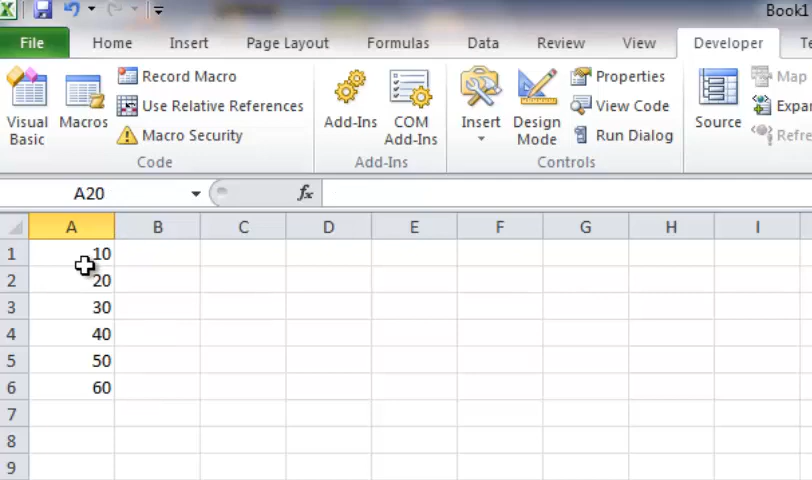 Book1
File Home Insert Page Layout Formulas Data Review View Developer
Visual Basic
Macros
Record Macro
Use Relative References
Macro Security
Code
Add-Ins
COM Add-Ins
Add-Ins
Insert
Design Mode
Properties
View Code
Run Dialog
Controls
Source
Map
A20 fx
A B C D E F G H I
1 10
2 20
3 30
4 40
5 50
6 60
7
8
9